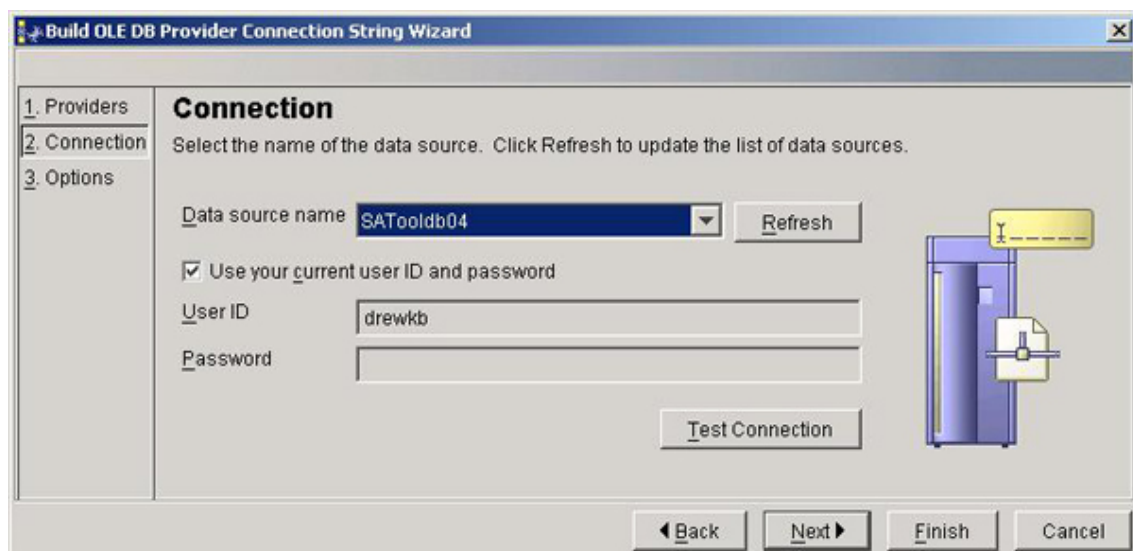 Build OLE DB Provider Connection String Wizard
1. Providers
2. Connection
3. Options
Connection
Select the name of the data source. Click Refresh to update the list of data sources.
Data source name
SATooldb04
Refresh
Use your current user ID and password
User ID
drewkb
Password
Test Connection
Back
Next
Finish
Cancel